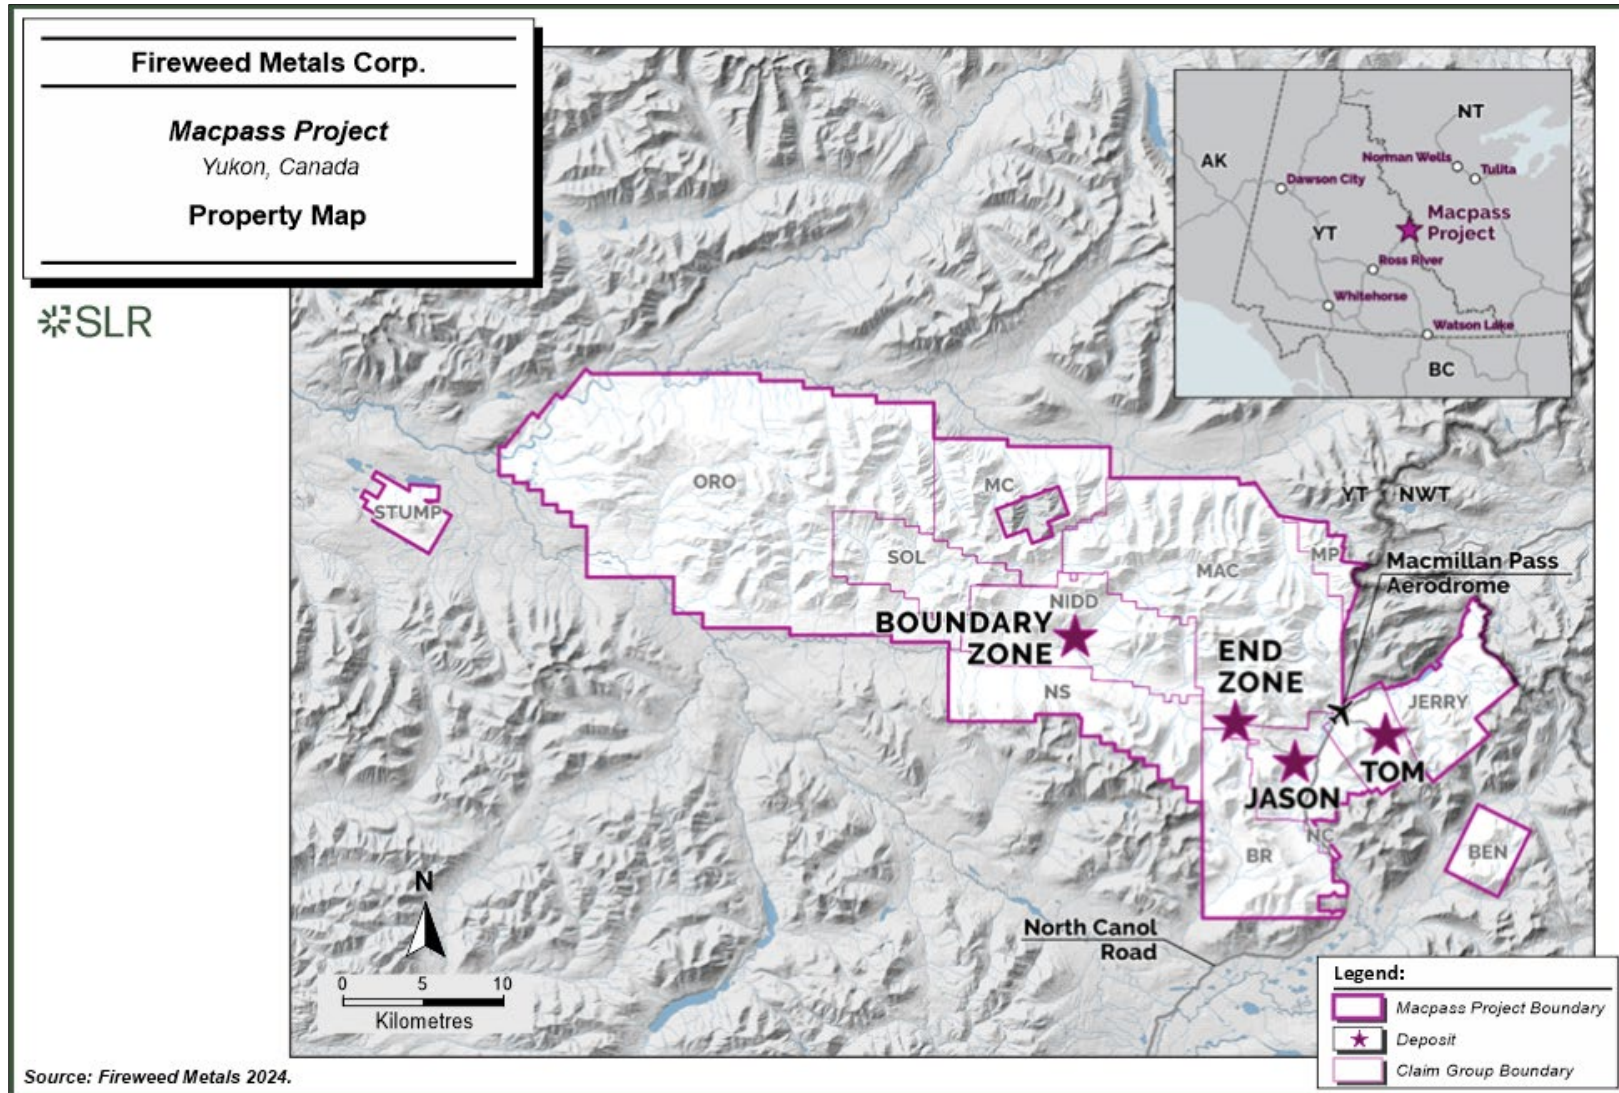 Fireweed Metals Corp.
Macpass Project
Yukon, Canada
Property Map
SLR
NT
AK
Norman Wells
Tulita
Dawson City
Macpass
Project
YT
Ross River
Whitehorse
Watson Lake
BC
ORO
MC
STUMP
YT
NWT
SOL
MAC
MP
Macmillan Pass
Aerodrome
NIDD
BOUNDARY
ZONE
END
ZONE
NS
JERRY
TOM
JASON
NC
BR
BEN
N
North Canol
Road
0 5 10
Kilometres
Legend:
Macpass Project Boundary
Deposit
Claim Group Boundary
Source: Fireweed Metals 2024.